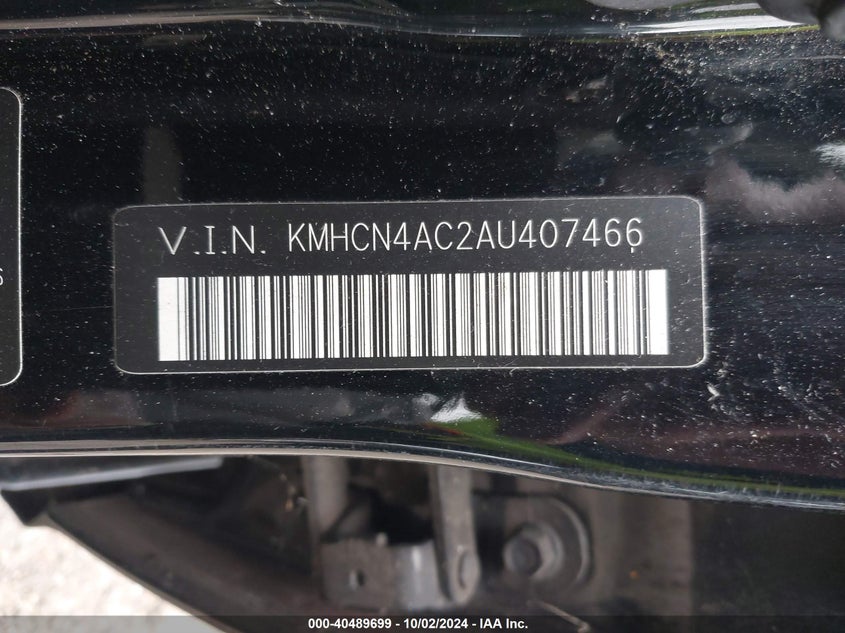 V.I.N. KMHCN4AC2AU407466
000-40489699 - 10/02/2024 - IAA Inc.